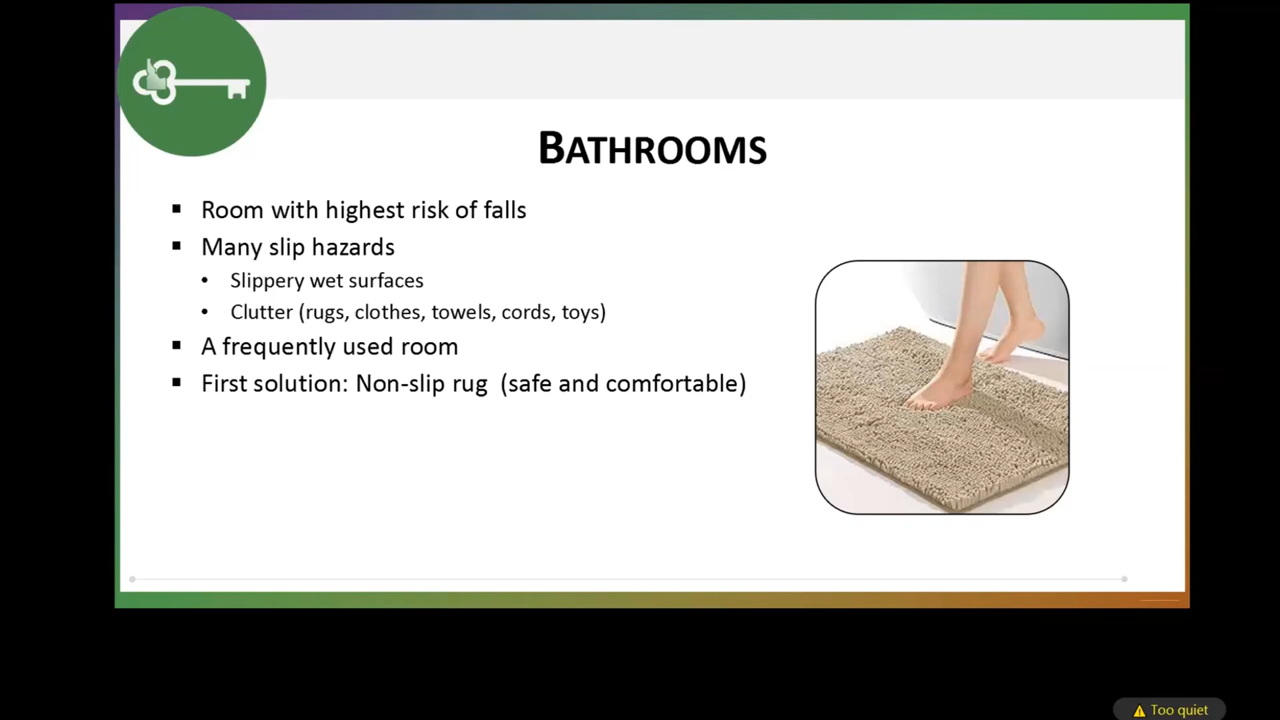 BATHROOMS
▪ Room with highest risk of falls
▪ Many slip hazards
• Slippery wet surfaces
• Clutter (rugs, clothes, towels, cords, toys)
▪ A frequently used room
▪ First solution: Non-slip rug (safe and comfortable)
Too quiet